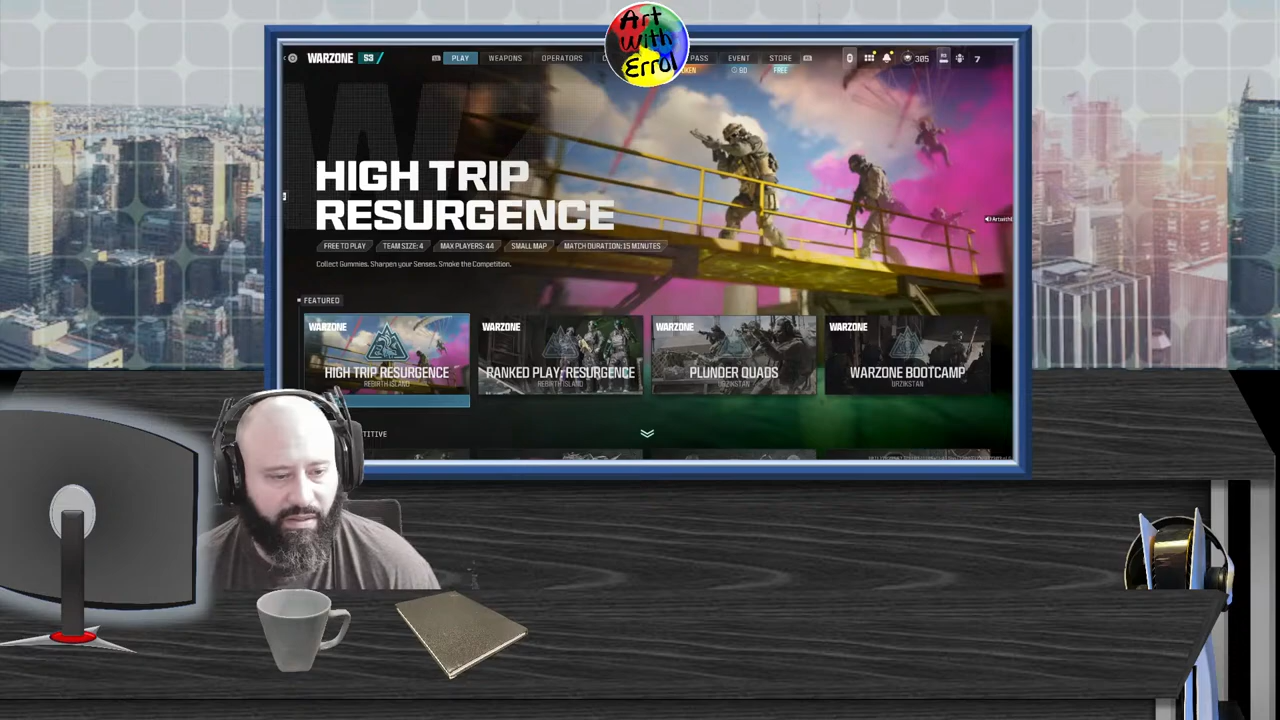 Art
With
Errol
WARZONE S3 PLAY WEAPONS OPERATORS PASS EVENT STORE 305 7
6D FREE
HIGH TRIP
RESURGENCE
FREE TO PLAY TEAM SIZE: 4 MAX PLAYERS: 44 SMALL MAP MATCH DURATION: 15 MINUTES
Collect Gummies. Sharpen your Senses. Smoke the Competition.
FEATURED
WARZONE
HIGH TRIP RESURGENCE
REBIRTH ISLAND
WARZONE
RANKED PLAY: RESURGENCE
REBIRTH ISLAND
WARZONE
PLUNDER QUADS
URZIKSTAN
WARZONE
WARZONE BOOTCAMP
URZIKSTAN